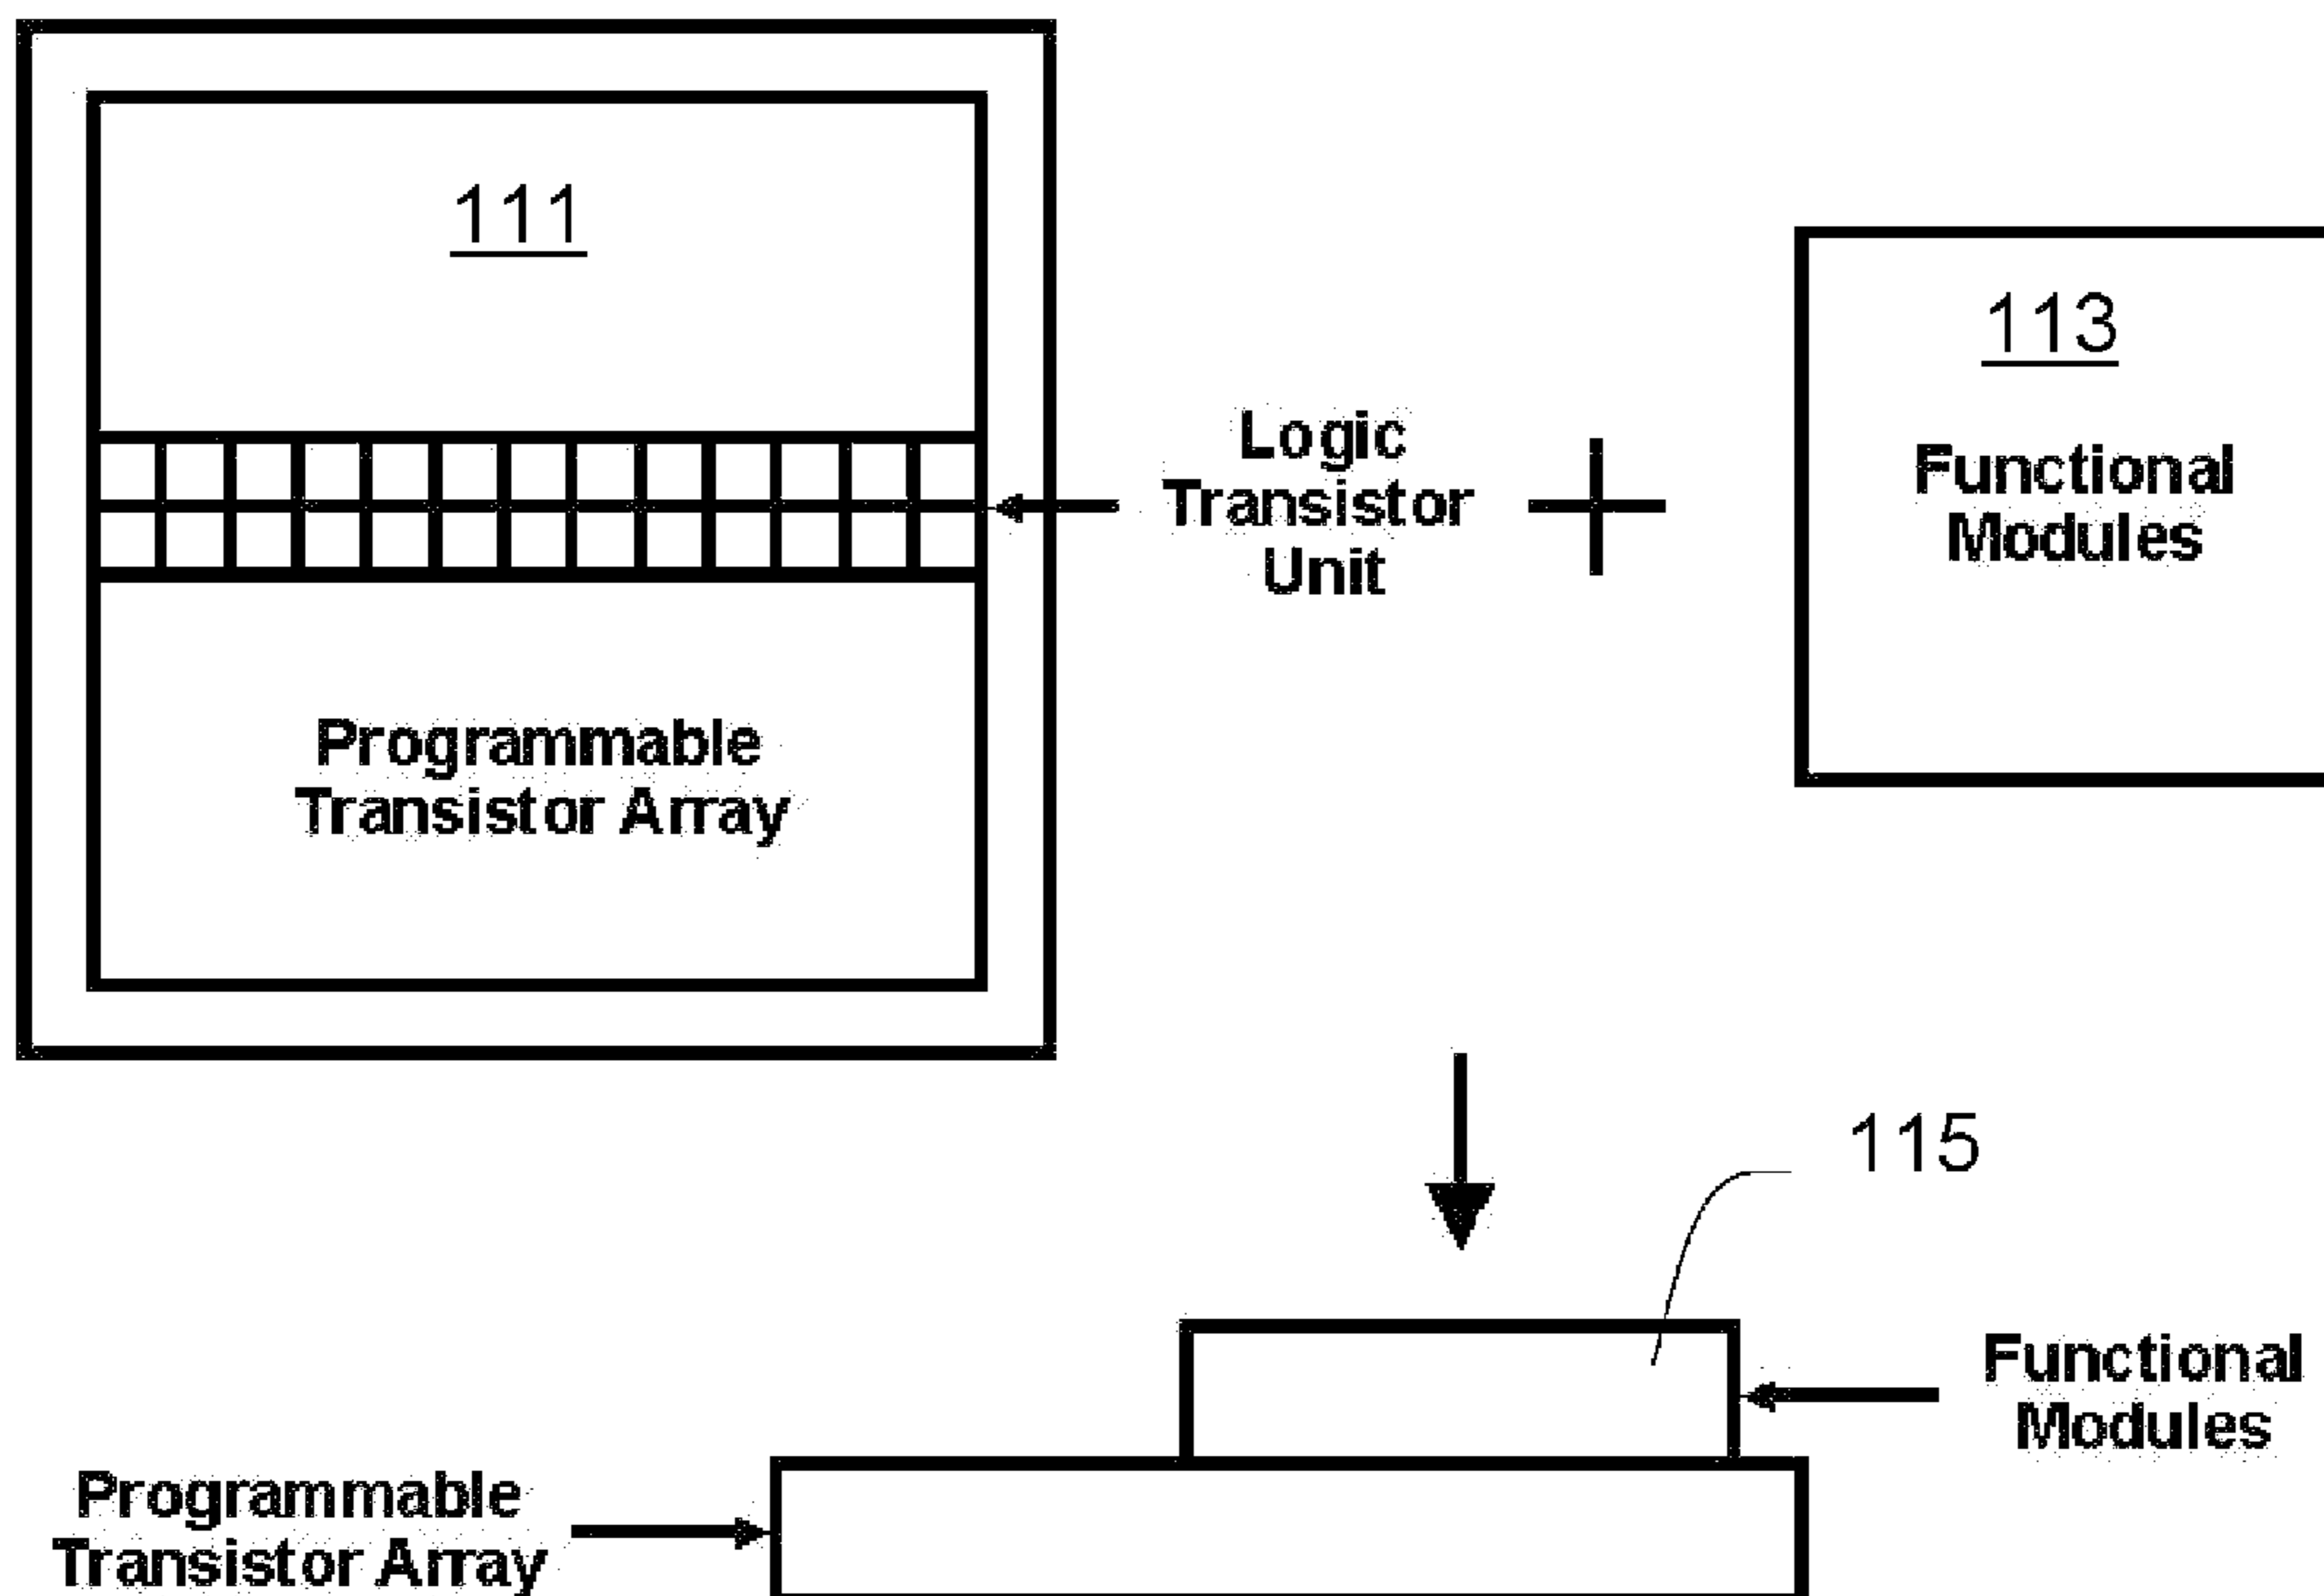 111
Programmable
Transistor Array
Logic
Transistor
Unit
113
Functional
Modules
115
Functional
Modules
Programmable
Transistor Array